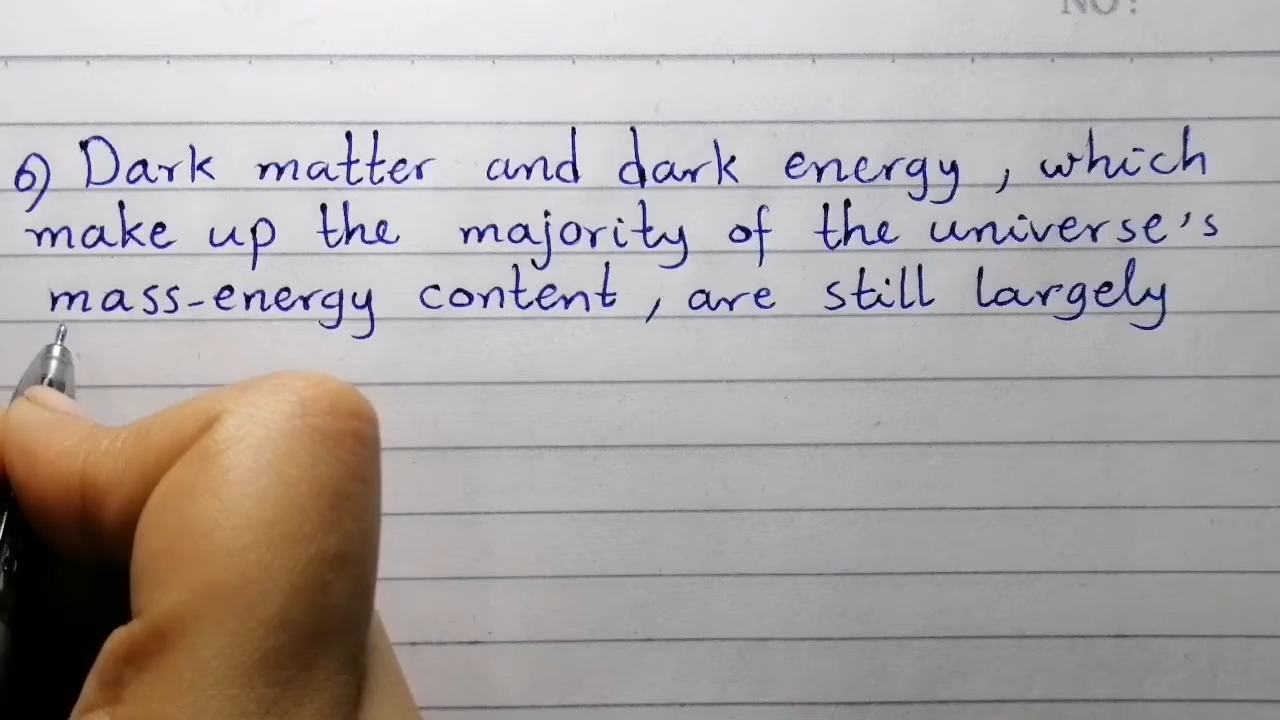 NO:
6) Dark matter and dark energy, which
make up the majority of the universe's
mass-energy content, are still largely